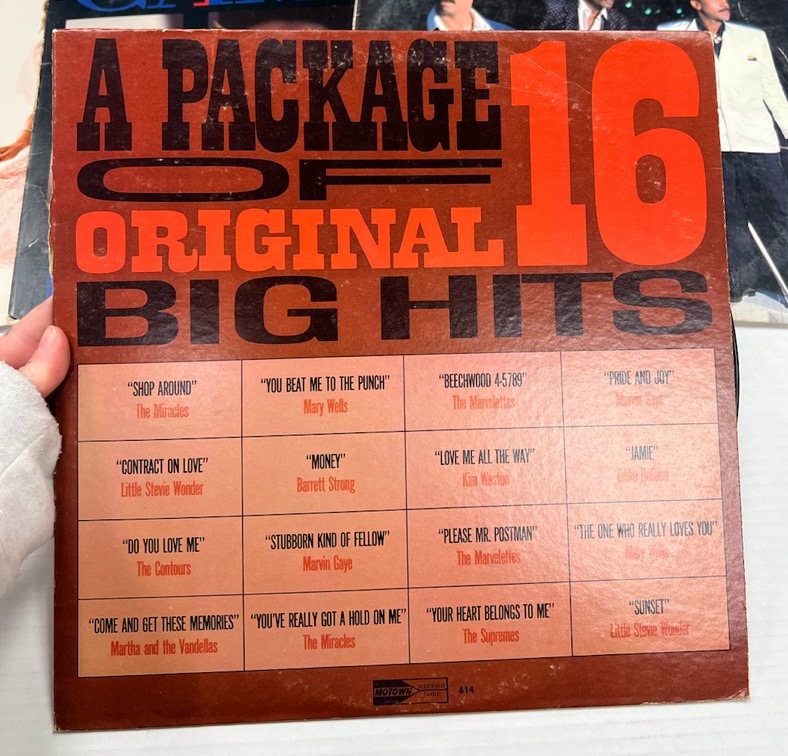 A PACKAGE
OF
ORIGINAL
16
BIG HITS
"SHOP AROUND"
The Miracles
"YOU BEAT ME TO THE PUNCH"
Mary Wells
"BEECHWOOD 4-5789"
The Marvelettes
"PRIDE AND JOY"
Marvin Gaye
"CONTRACT ON LOVE"
Little Stevie Wonder
"MONEY"
Barrett Strong
"LOVE ME ALL THE WAY"
Kim Weston
"JAMIE"
"DO YOU LOVE ME"
The Contours
"STUBBORN KIND OF FELLOW"
Marvin Gaye
"PLEASE MR. POSTMAN"
The Marvelettes
"THE ONE WHO REALLY LOVES YOU"
Mary Wells
"COME AND GET THESE MEMORIES"
Martha and the Vandellas
"YOU'VE REALLY GOT A HOLD ON ME"
The Miracles
"YOUR HEART BELONGS TO ME"
The Supremes
"SUNSET"
Little Stevie Wonder
MOTOWN RECORD
CORP.
614